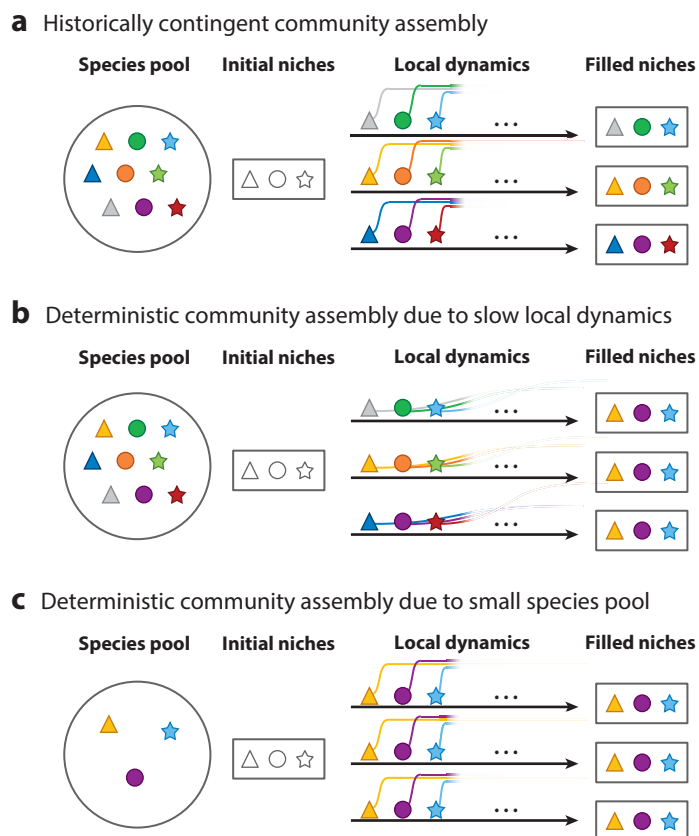 a Historically contingent community assembly
Species pool Initial niches Local dynamics Filled niches
...
...
...
b Deterministic community assembly due to slow local dynamics
Species pool Initial niches Local dynamics Filled niches
...
...
...
c Deterministic community assembly due to small species pool
Species pool Initial niches Local dynamics Filled niches
...
...
...